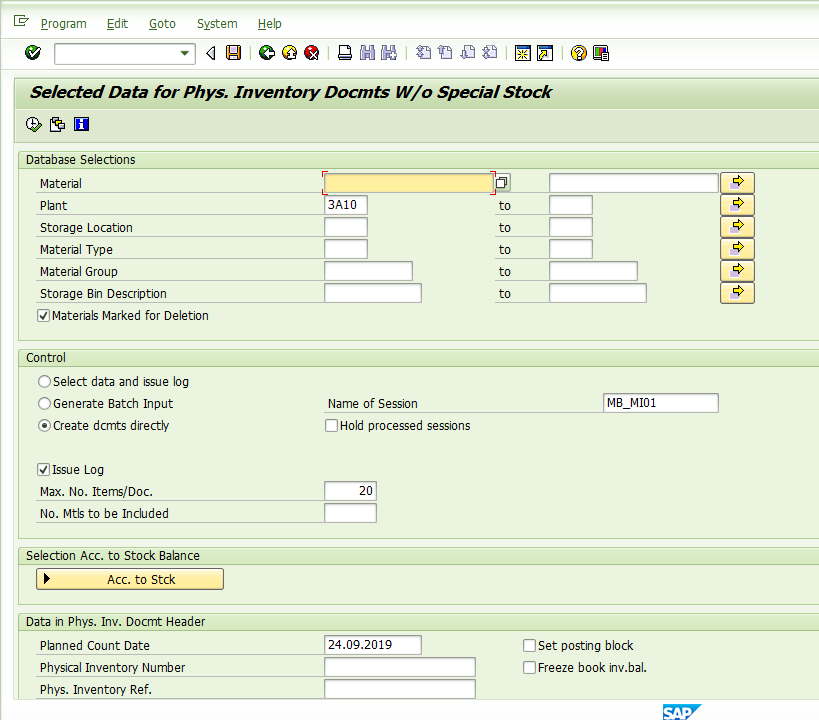 Program Edit Goto System Help
Selected Data for Phys. Inventory Docmts W/o Special Stock
Database Selections
Material
Plant 3A10 to
Storage Location to
Material Type to
Material Group to
Storage Bin Description to
Materials Marked for Deletion
Control
Select data and issue log
Generate Batch Input Name of Session MB_MI01
Create dcmts directly Hold processed sessions
Issue Log
Max. No. Items/Doc. 20
No. Mtls to be Included
Selection Acc. to Stock Balance
Acc. to Stck
Data in Phys. Inv. Docmt Header
Planned Count Date 24.09.2019 Set posting block
Physical Inventory Number Freeze book inv.bal.
Phys. Inventory Ref.
SAP